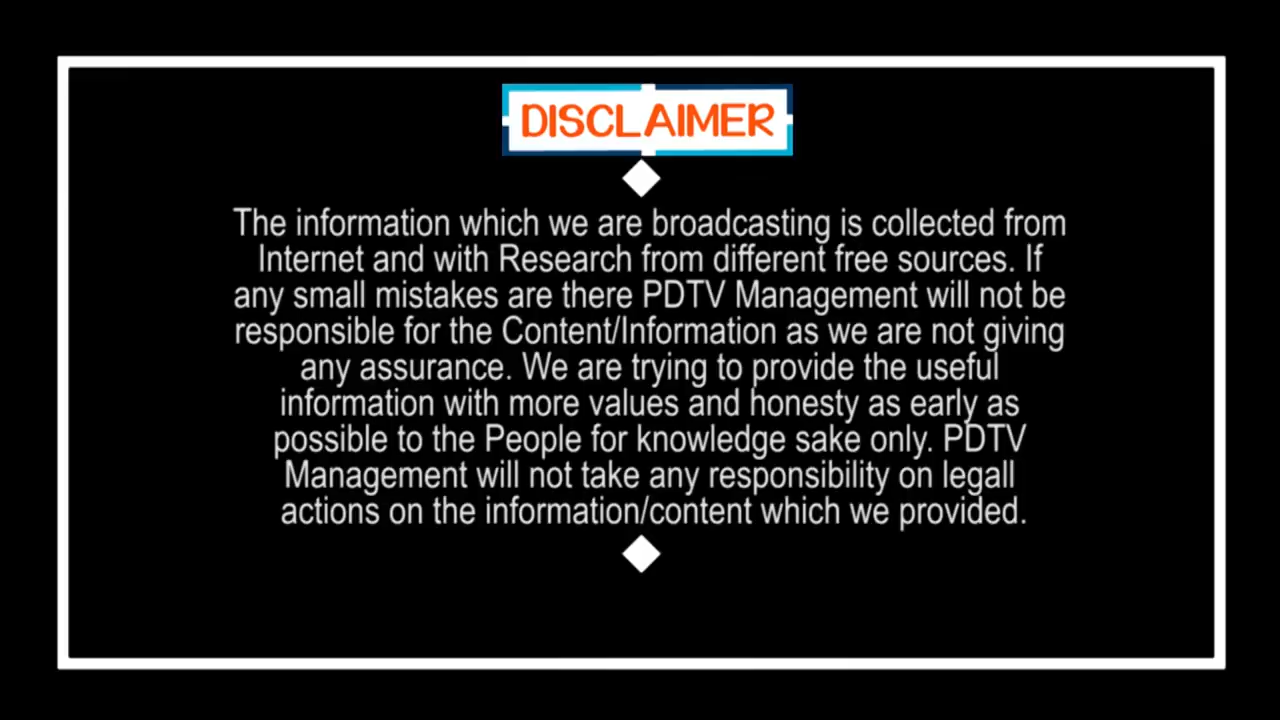 DISCLAIMER
The information which we are broadcasting is collected from
Internet and with Research from different free sources. If
any small mistakes are there PDTV Management will not be
responsible for the Content/Information as we are not giving
any assurance. We are trying to provide the useful
information with more values and honesty as early as
possible to the People for knowledge sake only. PDTV
Management will not take any responsibility on legall
actions on the information/content which we provided.